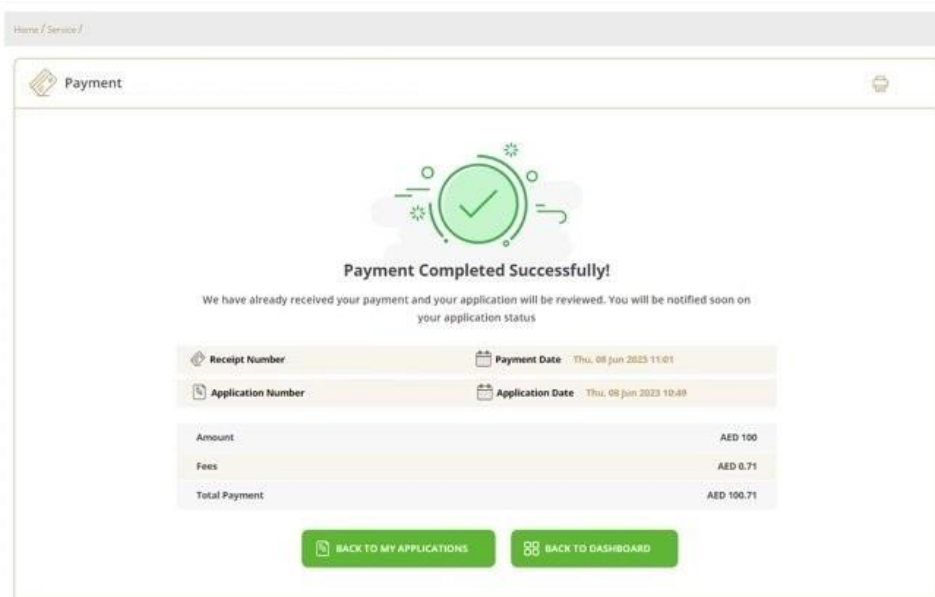 Home / Service /
Payment
Payment Completed Successfully!
We have already received your payment and your application will be reviewed. You will be notified soon on
your application status
Receipt Number Payment Date Thu, 08 Jun 2023 11:01
Application Number Application Date Thu, 08 Jun 2023 10:49
Amount AED 100
Fees AED 0.71
Total Payment AED 100.71
BACK TO MY APPLICATIONS BACK TO DASHBOARD